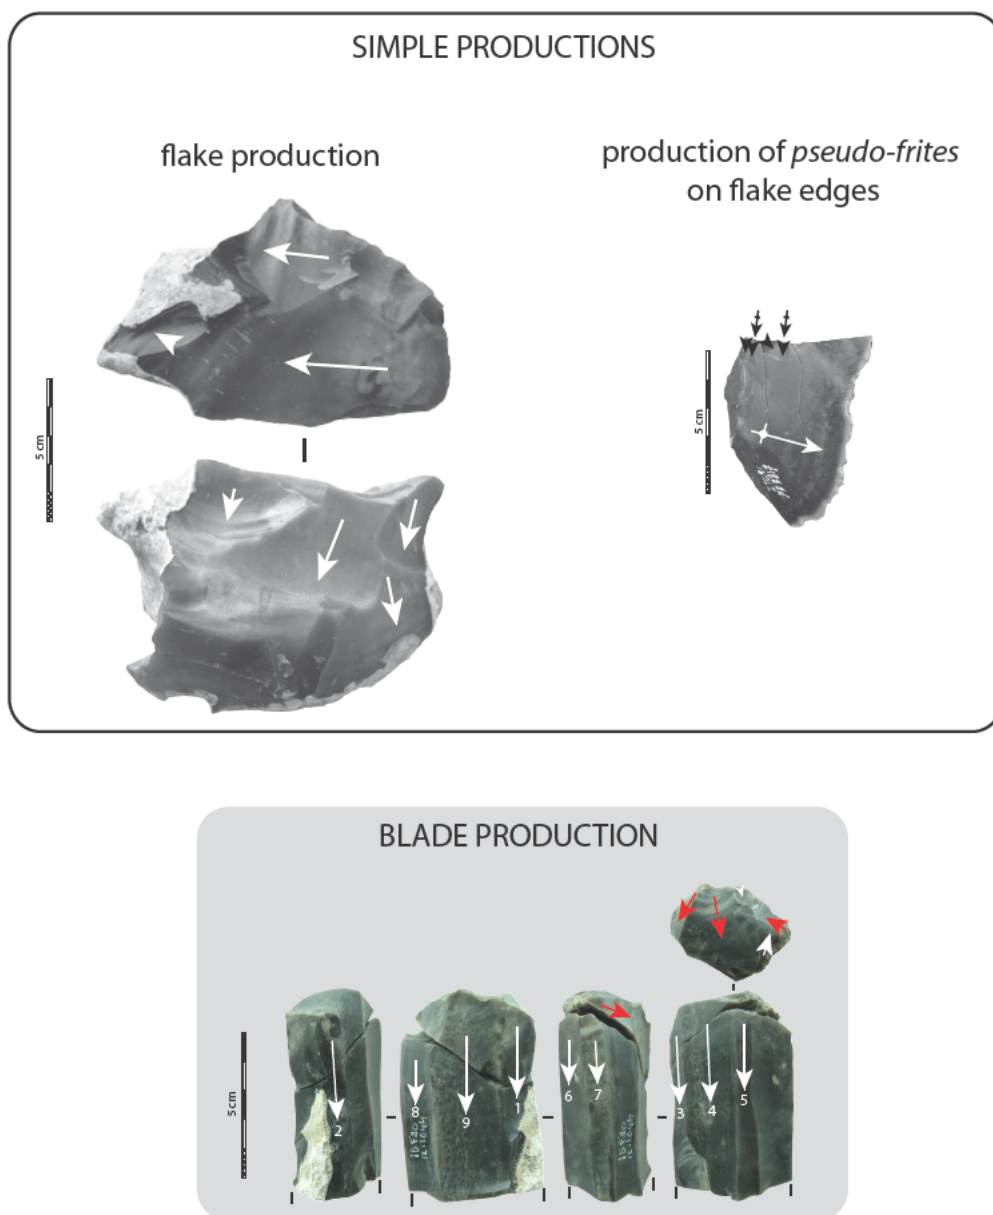 SIMPLE PRODUCTIONS
flake production
production of pseudo-frites
on flake edges
5 cm
5 cm
BLADE PRODUCTION
5 cm
2
8
9
1
6
7
3
4
5